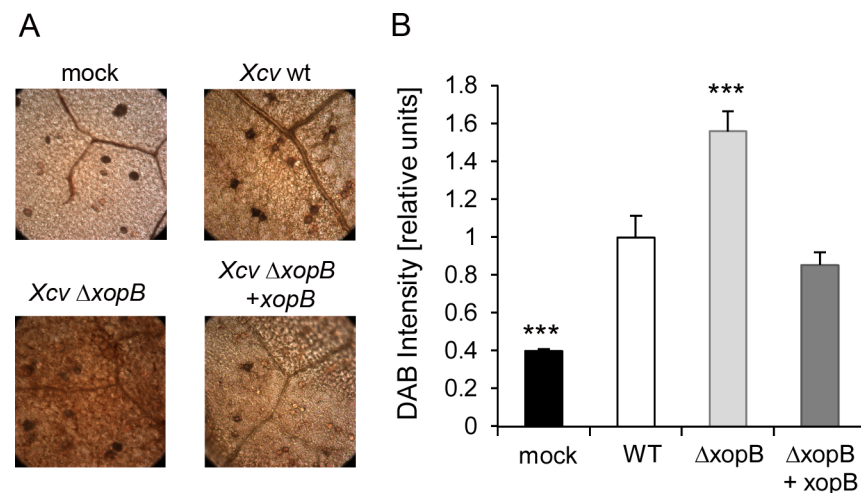 A
mock
Xcv wt
Xcv ΔxopB
Xcv ΔxopB
+xopB
B
DAB Intensity [relative units]
1.8
1.6
1.4
1.2
1
0.8
0.6
0.4
0.2
0
***
***
mock
WT
ΔxopB
ΔxopB
+ xopB